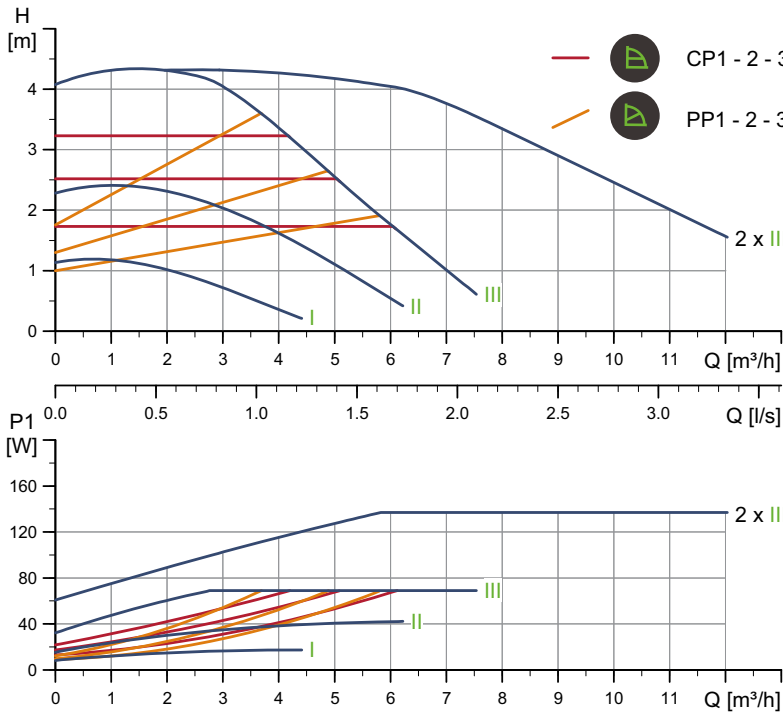 H
[m]
CP1 - 2 - 3
4
PP1 - 2 - 3
3
2
2 x II
1
III
II
I
0
0 1 2 3 4 5 6 7 8 9 10 11 Q [m³/h]
0.0 0.5 1.0 1.5 2.0 2.5 3.0 Q [l/s]
P1
[W]
160
2 x II
120
80
III
40
II
I
0
0 1 2 3 4 5 6 7 8 9 10 11 Q [m³/h]